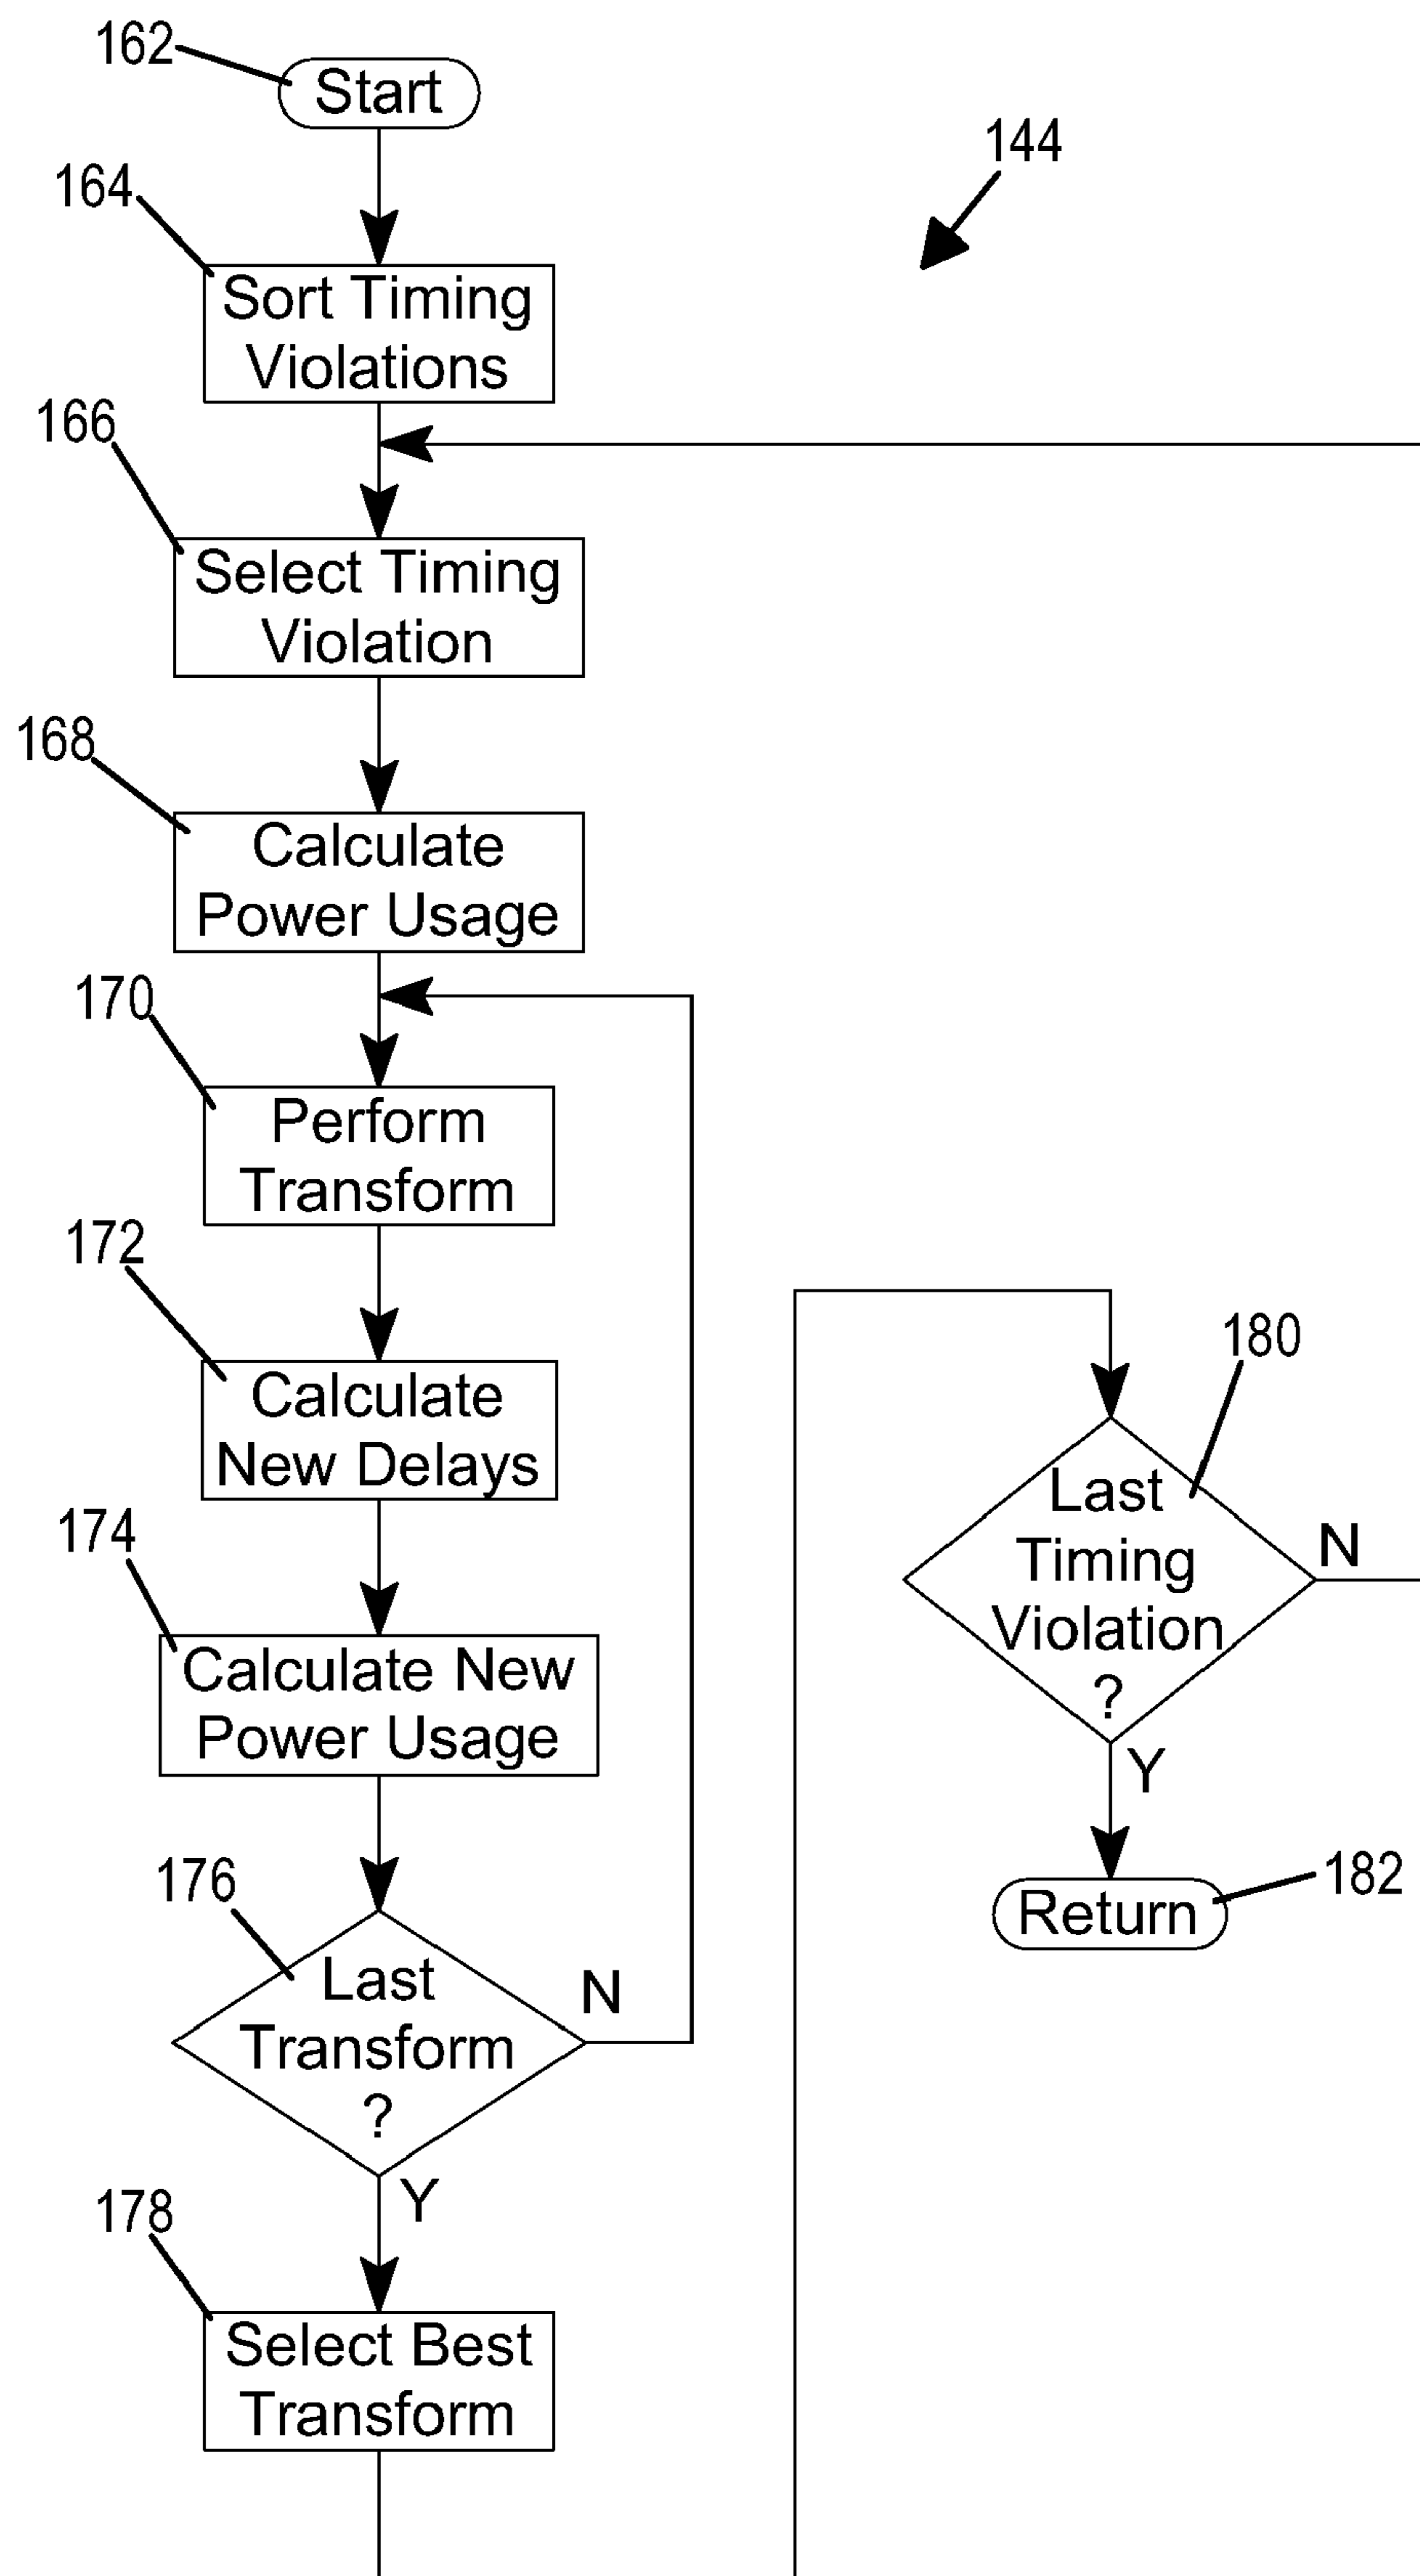 162
Start
144
164
Sort Timing
Violations
166
Select Timing
Violation
168
Calculate
Power Usage
170
Perform
Transform
172
Calculate
New Delays
174
Calculate New
Power Usage
176
Last
Transform
?
N
Y
178
Select Best
Transform
180
Last
Timing
Violation
?
N
Y
Return
182